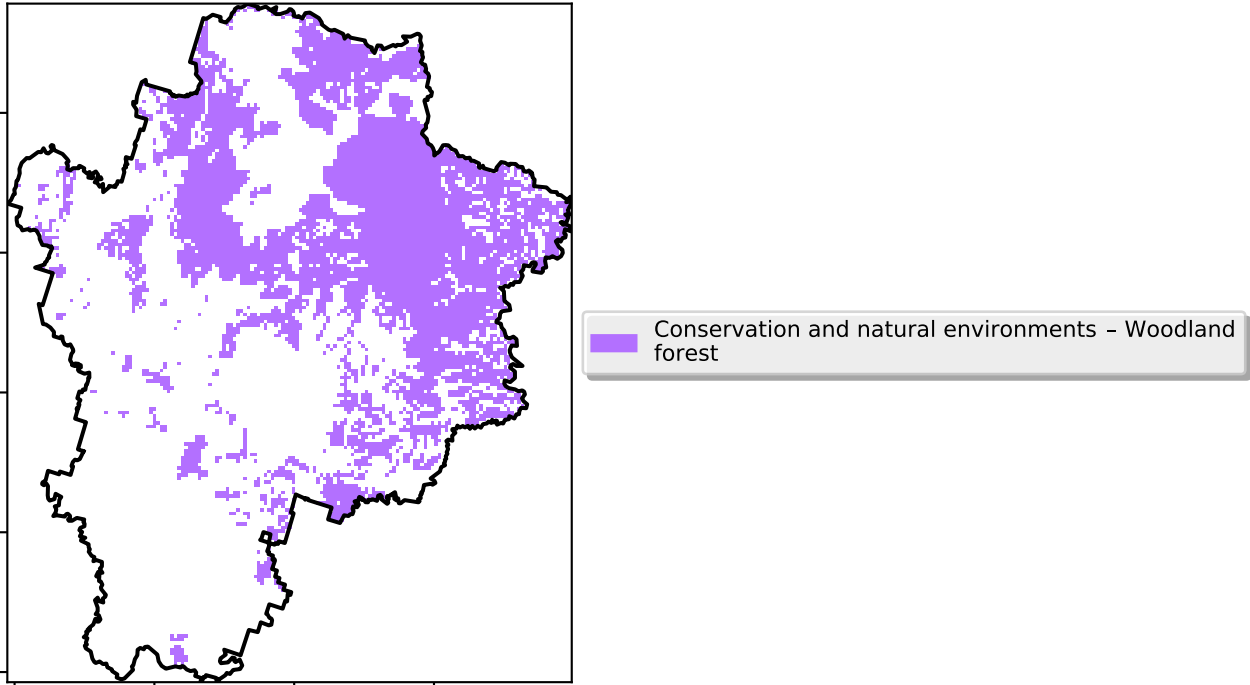 Conservation and natural environments – Woodland
forest